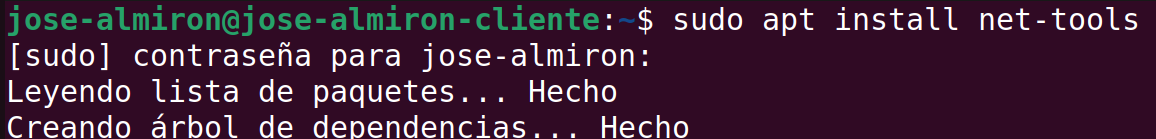 jose-almiron@jose-almiron-cliente:~$ sudo apt install net-tools
[sudo] contraseña para jose-almiron:
Leyendo lista de paquetes... Hecho
Creando árbol de dependencias... Hecho